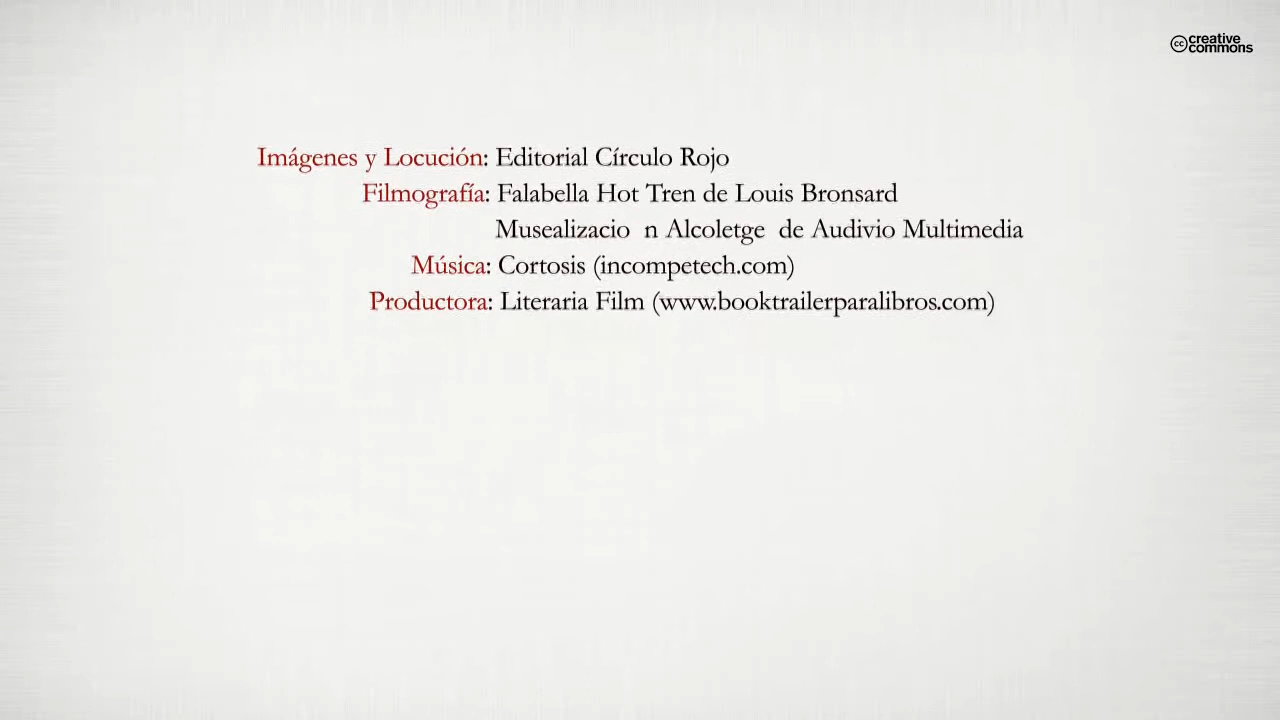 cc creative
commons
Imágenes y Locución: Editorial Círculo Rojo
Filmografía: Falabella Hot Tren de Louis Bronsard
Musealizacio n Alcoletge de Audivio Multimedia
Música: Cortosis (incompetech.com)
Productora: Literaria Film (www.booktrailerparalibros.com)